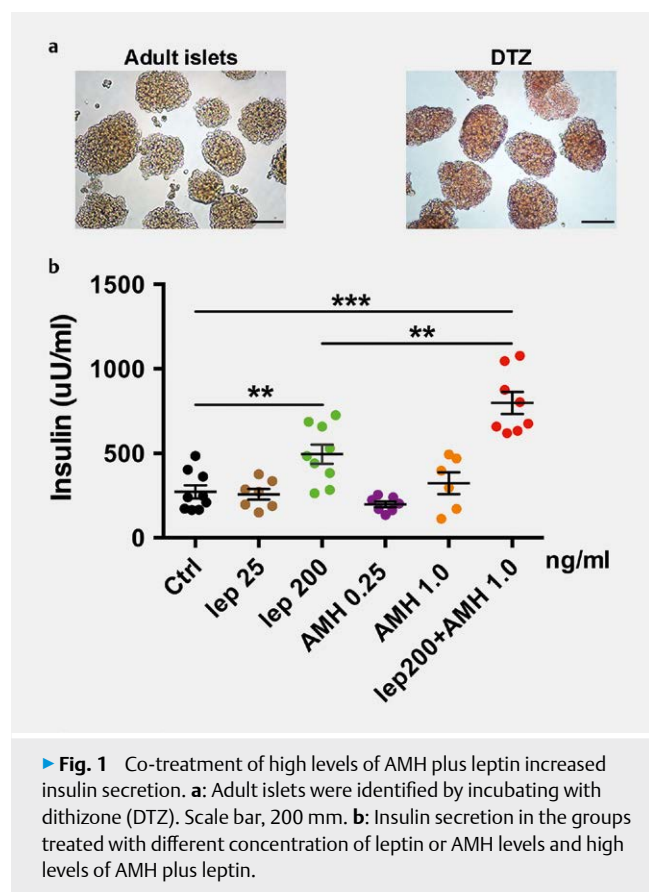 a
Adult islets
DTZ
b
Insulin (uU/ml)
1500
1000
500
0
***
**
**
Ctrl
lep 25
lep 200
AMH 0.25
AMH 1.0
lep200+AMH 1.0
ng/ml
► Fig. 1 Co-treatment of high levels of AMH plus leptin increased
insulin secretion. a: Adult islets were identified by incubating with
dithizone (DTZ). Scale bar, 200 mm. b: Insulin secretion in the groups
treated with different concentration of leptin or AMH levels and high
levels of AMH plus leptin.